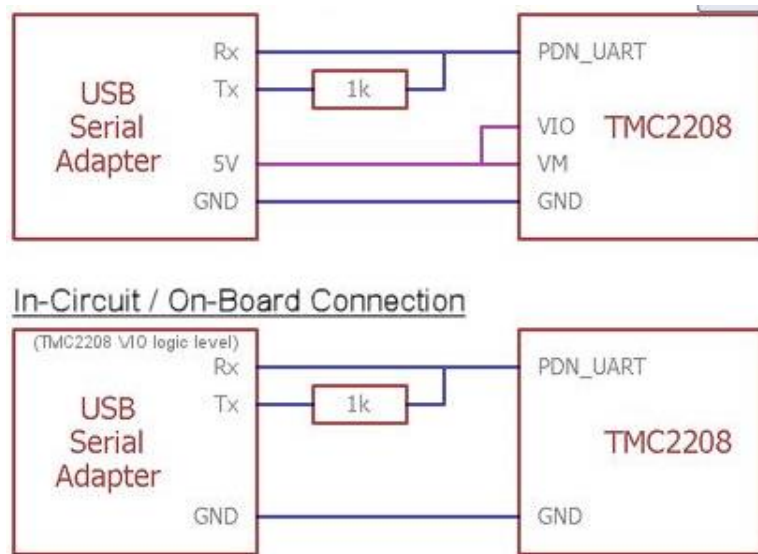 Rx
PDN_UART
USB
Serial
Adapter
Tx
1k
VIO
TMC2208
5V
VM
GND
GND
In-Circuit / On-Board Connection
(TMC2208 VIO logic level)
Rx
PDN_UART
USB
Serial
Adapter
Tx
1k
TMC2208
GND
GND